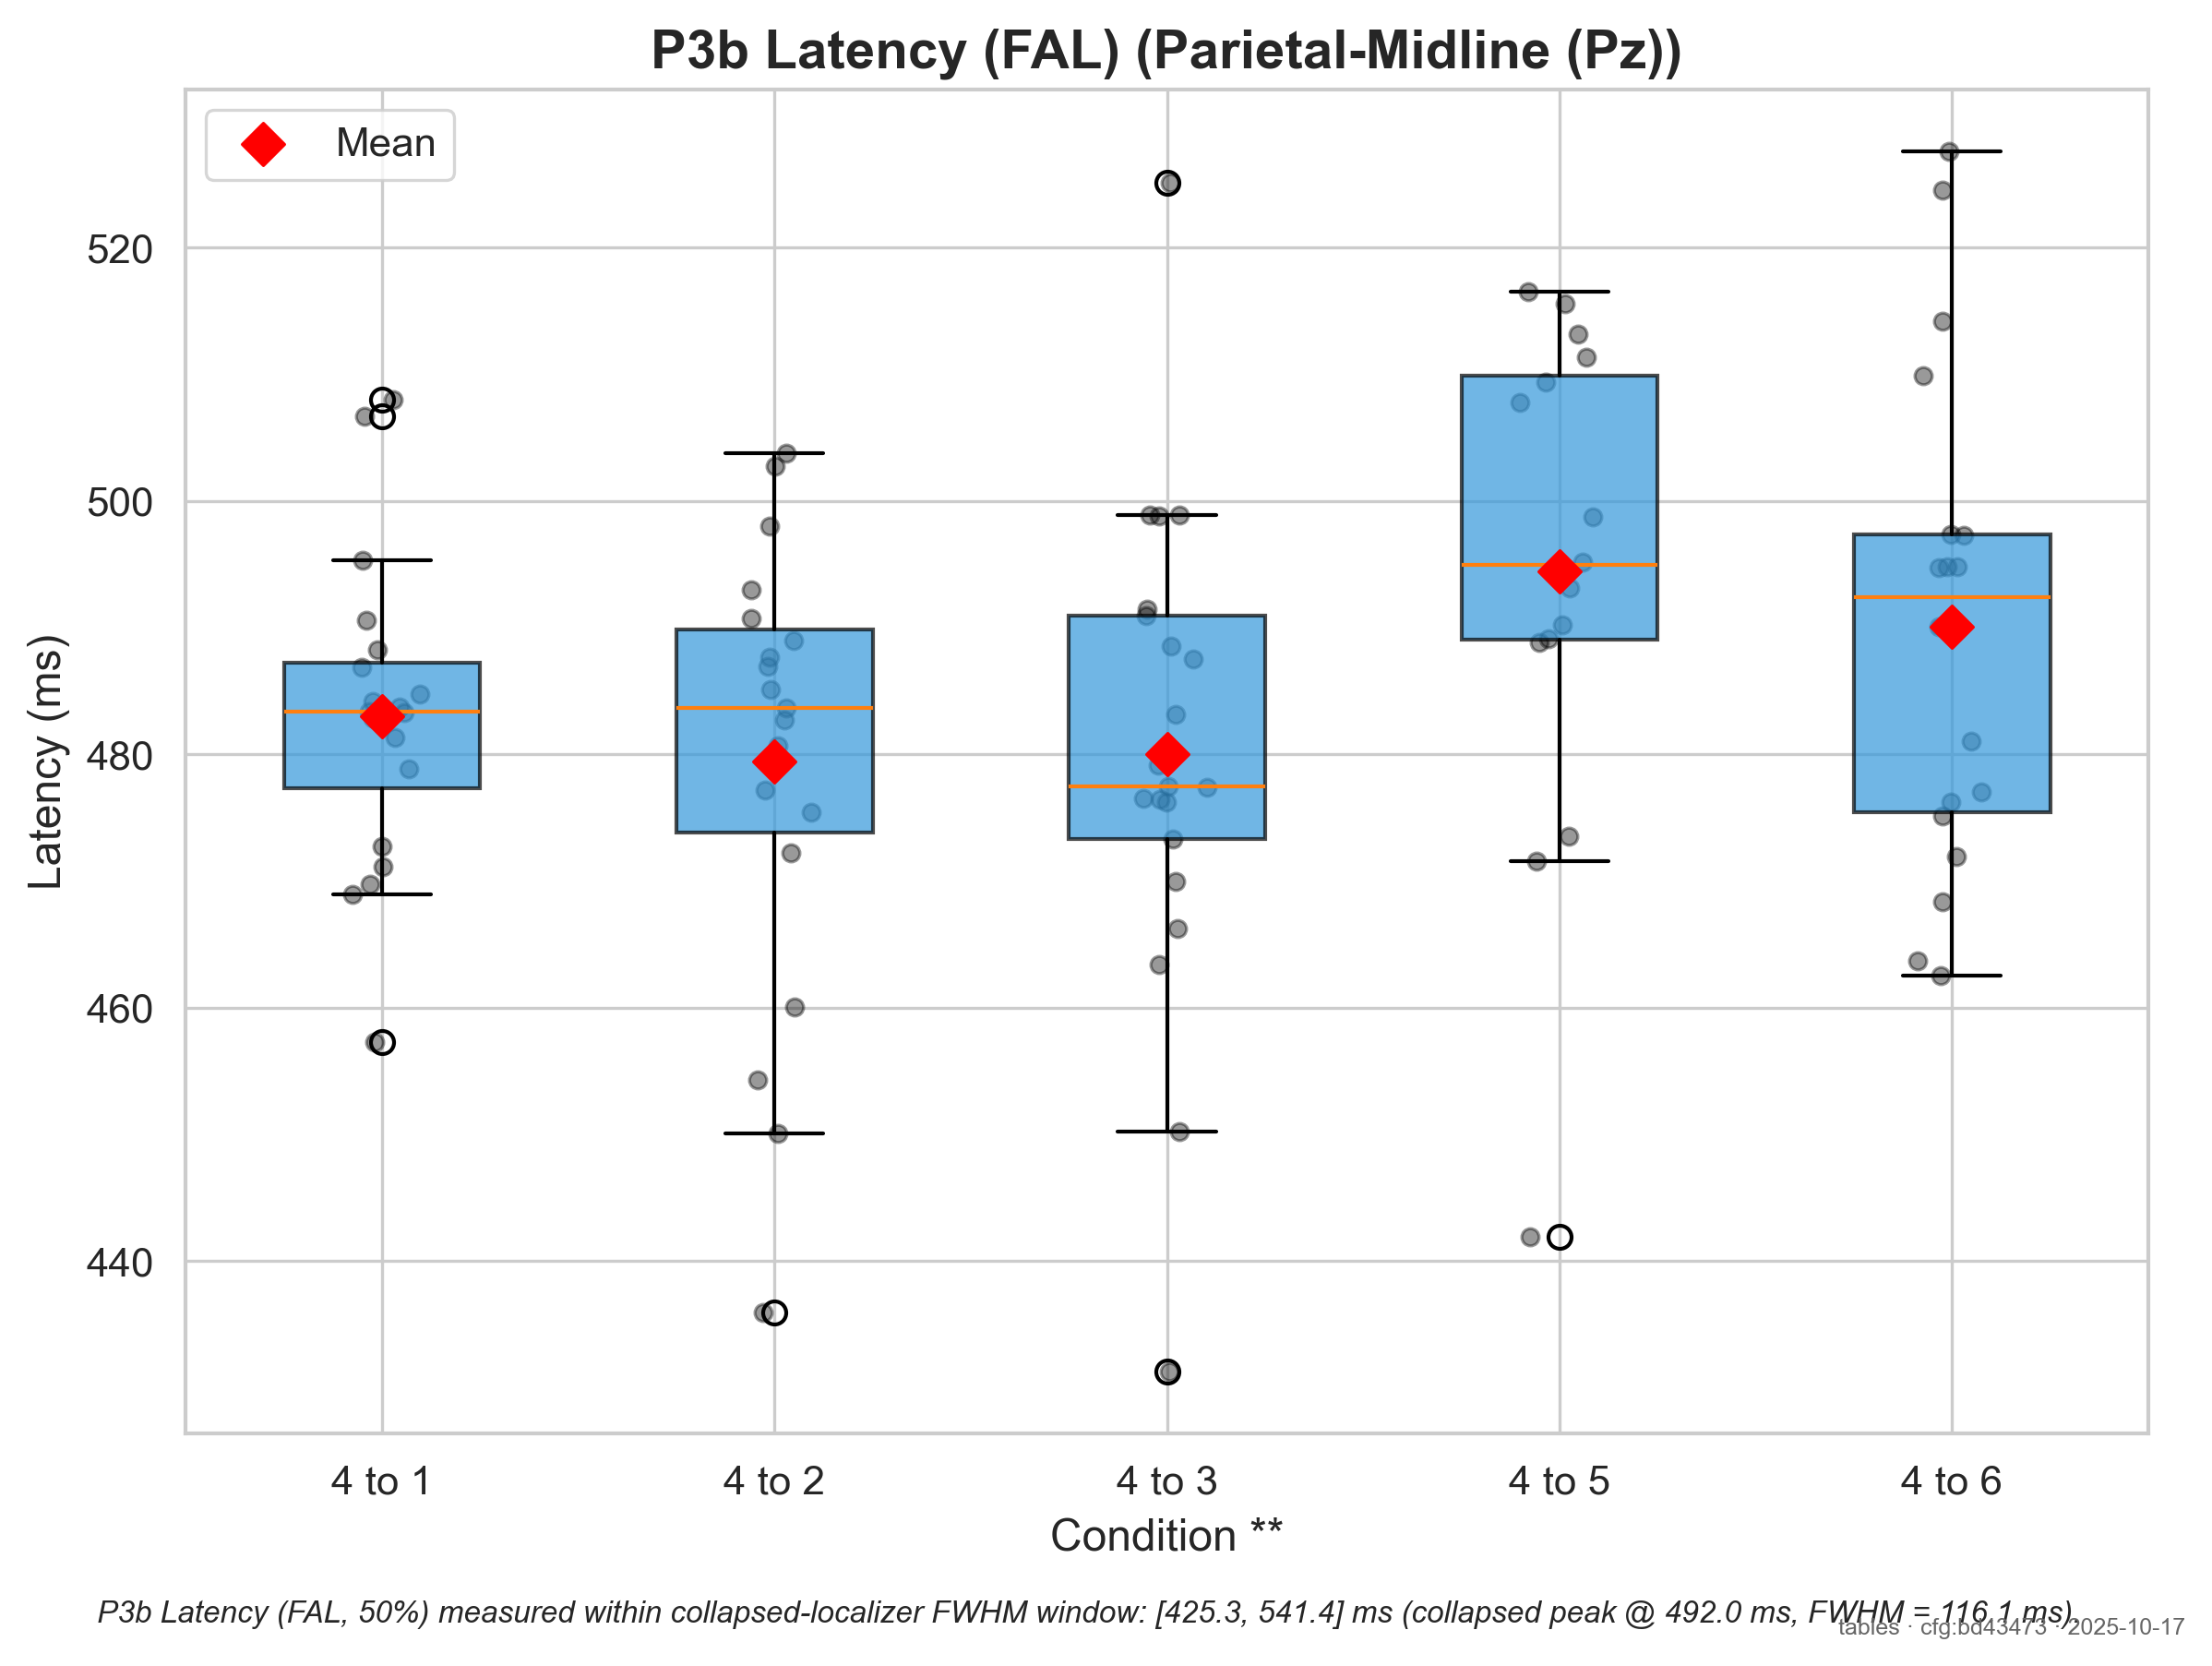 P3b Latency (FAL) (Parietal-Midline (Pz))
Mean
Latency (ms)
520
500
480
460
440
4 to 1 4 to 2 4 to 3 4 to 5 4 to 6
Condition **
P3b Latency (FAL, 50%) measured within collapsed-localizer FWHM window: [425.3, 541.4] ms (collapsed peak @ 492.0 ms, FWHM = 116.1 ms).
tables · cfg:bd43473 · 2025-10-17